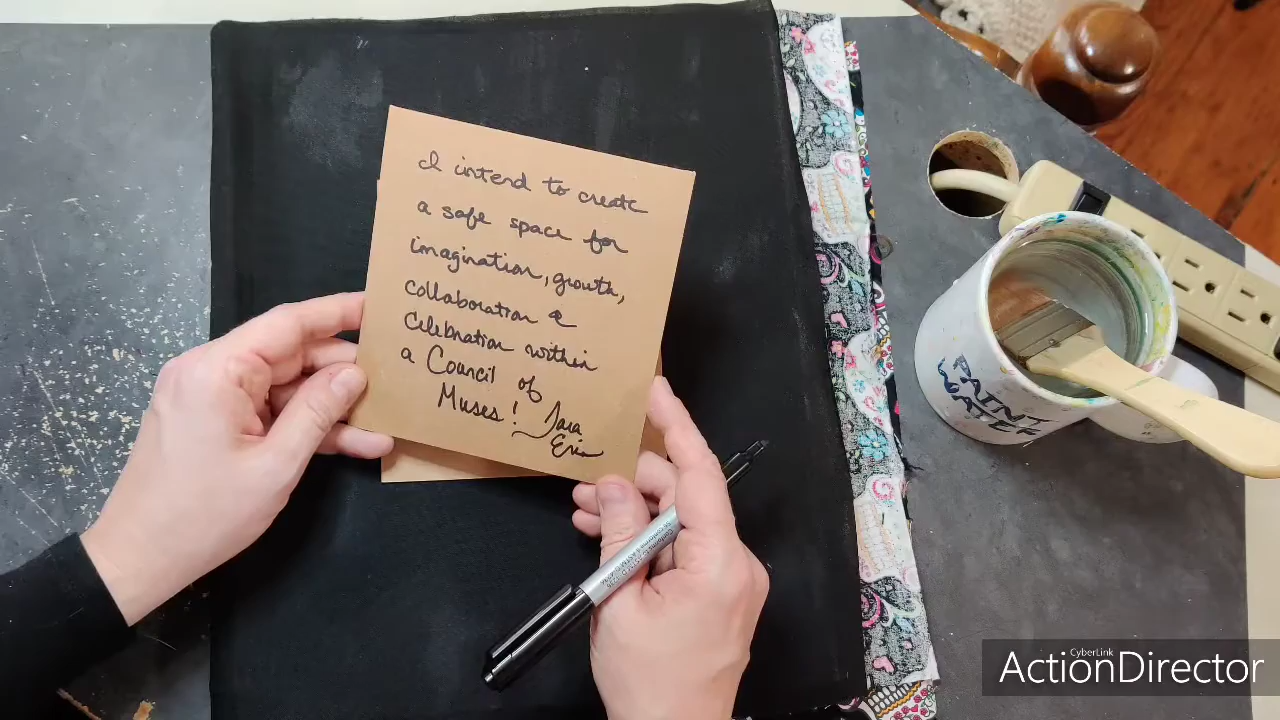 I intend to create
a safe space for
imagination, growth,
collaboration &
celebration within
a Council of
Muses! Dara
Erin
PAINT
WATER
CyberLink
ActionDirector